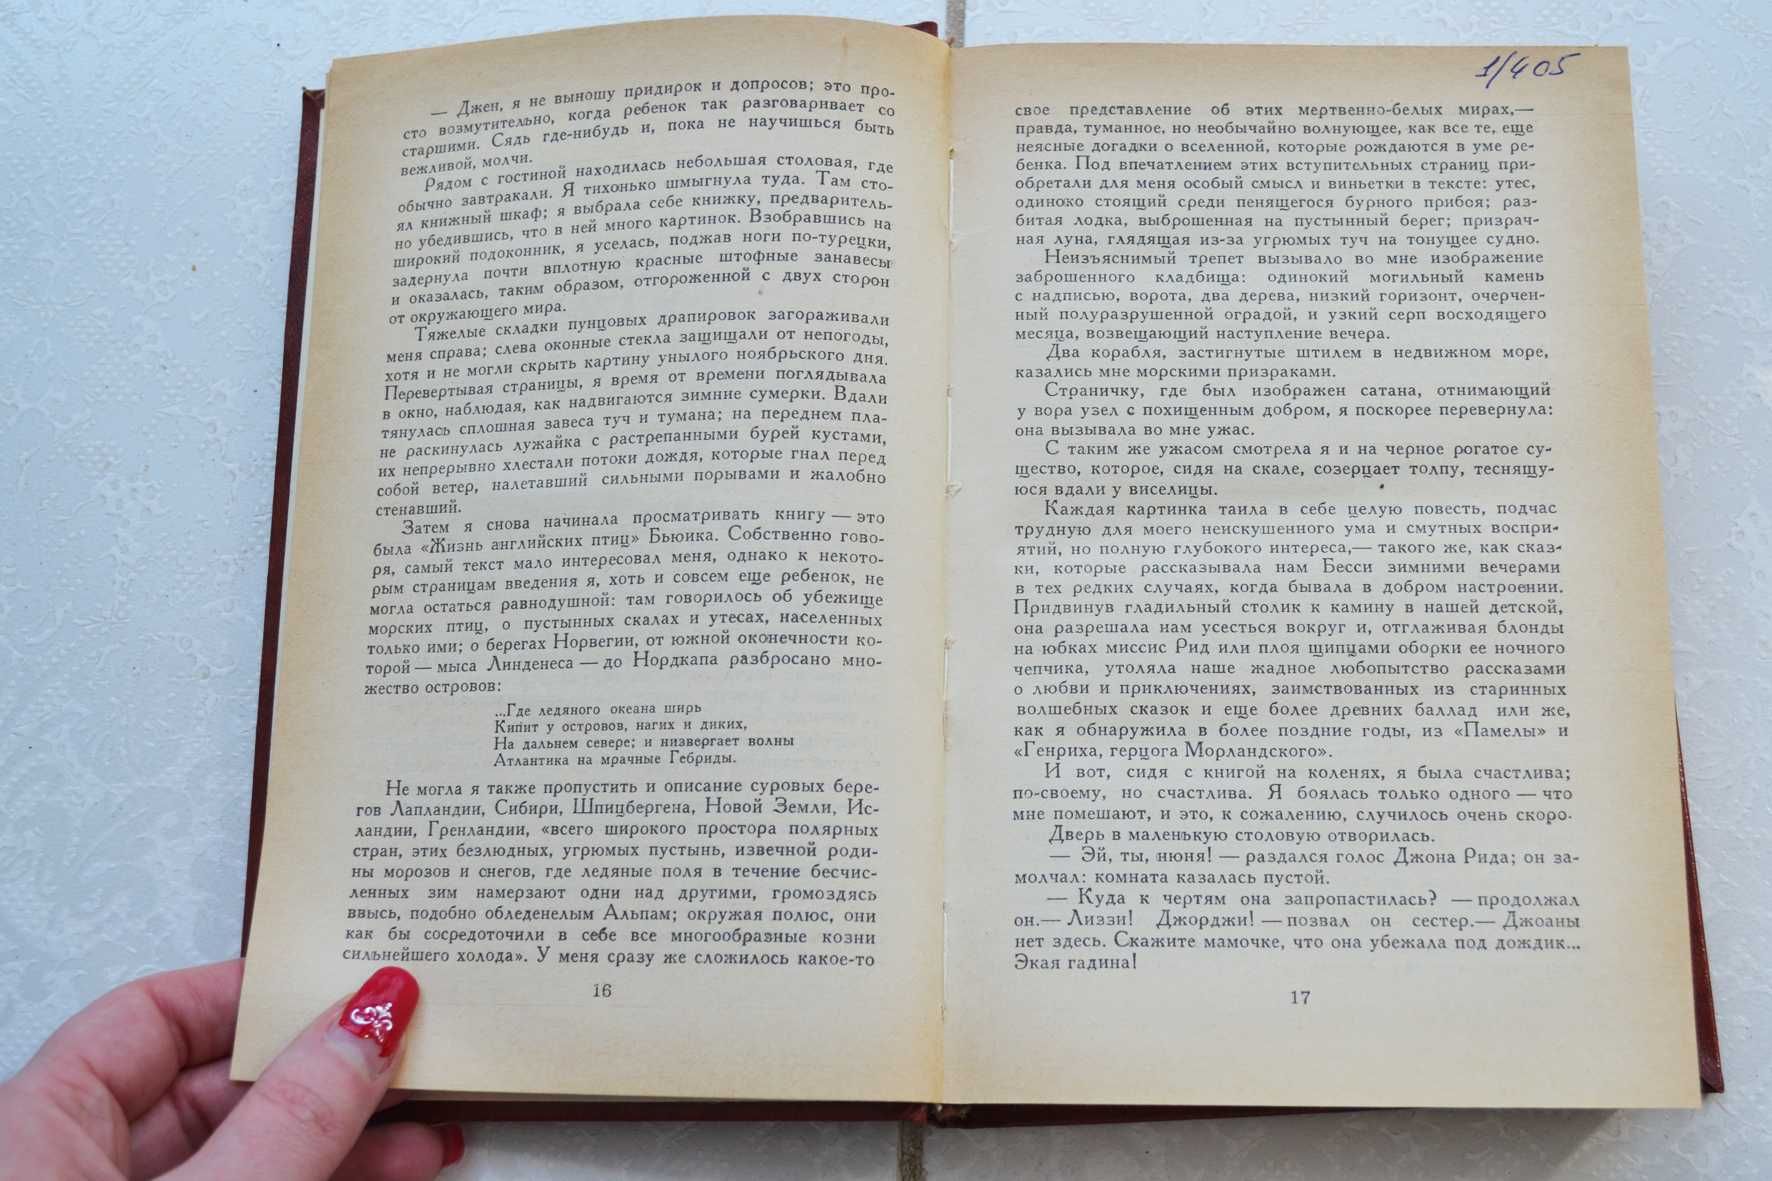 — Джен, я не выношу придирок и допросов; это про-
сто возмутительно, когда ребенок так разговаривает со
старшими. Сядь где-нибудь и, пока не научишься быть
вежливой, молчи.
Рядом с гостиной находилась небольшая столовая, где
обычно завтракали. Я тихонько шмыгнула туда. Там сто-
ял книжный шкаф; я выбрала себе книжку, предваритель-
но убедившись, что в ней много картинок. Взобравшись на
широкий подоконник, я уселась, поджав ноги по-турецки,
задернула почти вплотную красные штофные занавесы
и оказалась, таким образом, отгороженной с двух сторон
от окружающего мира.
Тяжелые складки пунцовых драпировок загораживали
меня справа; слева оконные стекла защищали от непогоды,
хотя и не могли скрыть картину унылого ноябрьского дня.
Перевертывая страницы, я время от времени поглядывала
в окно, наблюдая, как надвигаются зимние сумерки. Вдали
тянулась сплошная завеса туч и тумана; на переднем пла-
не раскинулась лужайка с растрепанными бурей кустами,
их непрерывно хлестали потоки дождя, которые гнал перед
собой ветер, налетавший сильными порывами и жалобно
стенавший.
Затем я снова начинала просматривать книгу — это
была «Жизнь английских птиц» Бьюика. Собственно гово-
ря, самый текст мало интересовал меня, однако к некото-
рым страницам введения я, хоть и совсем еще ребенок, не
могла остаться равнодушной: там говорилось об убежище
морских птиц, о пустынных скалах и утесах, населенных
только ими; о берегах Норвегии, от южной оконечности ко-
торой — мыса Линденеса — до Нордкапа разбросано мно-
жество островов:
...Где ледяного океана ширь
Кипит у островов, нагих и диких,
На дальнем севере; и низвергает волны
Атлантика на мрачные Гебриды.
Не могла я также пропустить и описание суровых бере-
гов Лапландии, Сибири, Шпицбергена, Новой Земли, Ис-
ландии, Гренландии, «всего широкого простора полярных
стран, этих безлюдных, угрюмых пустынь, извечной роди-
ны морозов и снегов, где ледяные поля в течение бесчис-
ленных зим намерзают одни над другими, громоздясь
ввысь, подобно обледенелым Альпам; окружая полюс, они
как бы сосредоточили в себе все многообразные козни
сильнейшего холода». У меня сразу же сложилось какое-то
16
1/405
свое представление об этих мертвенно-белых мирах,—
правда, туманное, но необычайно волнующее, как все те, еще
неясные догадки о вселенной, которые рождаются в уме ре-
бенка. Под впечатлением этих вступительных страниц при-
обретали для меня особый смысл и виньетки в тексте: утес,
одиноко стоящий среди пенящегося бурного прибоя; раз-
битая лодка, выброшенная на пустынный берег; призрач-
ная луна, глядящая из-за угрюмых туч на тонущее судно.
Неизъяснимый трепет вызывало во мне изображение
заброшенного кладбища: одинокий могильный камень
с надписью, ворота, два дерева, низкий горизонт, очерчен-
ный полуразрушенной оградой, и узкий серп восходящего
месяца, возвещающий наступление вечера.
Два корабля, застигнутые штилем в недвижном море,
казались мне морскими призраками.
Страничку, где был изображен сатана, отнимающий
у вора узел с похищенным добром, я поскорее перевернула:
она вызывала во мне ужас.
С таким же ужасом смотрела я и на черное рогатое су-
щество, которое, сидя на скале, созерцает толпу, теснящу-
юся вдали у виселицы.
Каждая картинка таила в себе целую повесть, подчас
трудную для моего неискушенного ума и смутных воспри-
ятий, но полную глубокого интереса,— такого же, как сказ-
ки, которые рассказывала нам Бесси зимними вечерами
в тех редких случаях, когда бывала в добром настроении.
Придвинув гладильный столик к камину в нашей детской,
она разрешала нам усесться вокруг и, отглаживая блонды
на юбках миссис Рид или плоя щипцами оборки ее ночного
чепчика, утоляла наше жадное любопытство рассказами
о любви и приключениях, заимствованных из старинных
волшебных сказок и еще более древних баллад или же,
как я обнаружила в более поздние годы, из «Памелы» и
«Генриха, герцога Морландского».
И вот, сидя с книгой на коленях, я была счастлива;
по-своему, но счастлива. Я боялась только одного — что
мне помешают, и это, к сожалению, случилось очень скоро.
Дверь в маленькую столовую отворилась.
— Эй, ты, нюня! — раздался голос Джона Рида; он за-
молчал: комната казалась пустой.
— Куда к чертям она запропастилась? — продолжал
он.— Лиззи! Джорджи! — позвал он сестер.— Джоаны
нет здесь. Скажите мамочке, что она убежала под дождик...
Экая гадина!
17